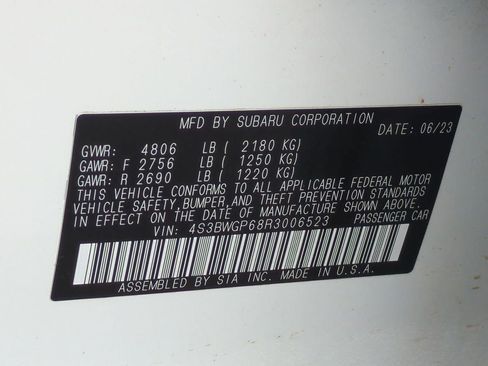 MFD BY SUBARU CORPORATION
DATE: 06/23
GVWR: 4806 LB ( 2180 KG)
GAWR: F 2756 LB ( 1250 KG)
GAWR: R 2690 LB ( 1220 KG)
THIS VEHICLE CONFORMS TO ALL APPLICABLE FEDERAL MOTOR
VEHICLE SAFETY,BUMPER,AND THEFT PREVENTION STANDARDS
IN EFFECT ON THE DATE OF MANUFACTURE SHOWN ABOVE.
VIN: 4S3BWGP68R3006523 PASSENGER CAR
ASSEMBLED BY SIA INC. MADE IN U.S.A.